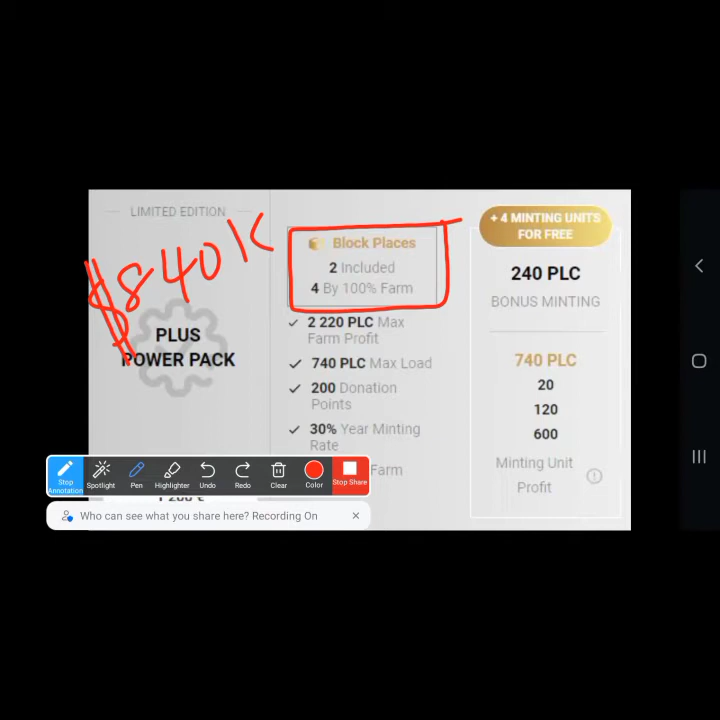 LIMITED EDITION
$840K
PLUS
POWER PACK
Block Places
2 Included
4 By 100% Farm
2 220 PLC Max
Farm Profit
740 PLC Max Load
200 Donation
Points
30% Year Minting
Rate
Farm
+ 4 MINTING UNITS
FOR FREE
240 PLC
BONUS MINTING
740 PLC
20
120
600
Minting Unit
Profit
Stop
Annotation
Spotlight
Pen
Highlighter
Undo
Redo
Clear
Color
Stop Share
Who can see what you share here? Recording On